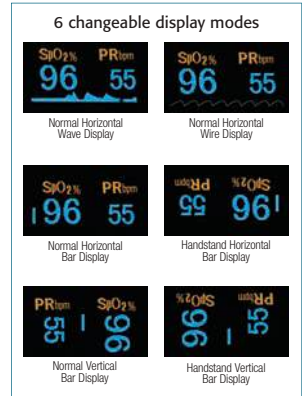 6 changeable display modes
SpO2% PRbpm
96 55
Normal Horizontal
Wave Display
SpO2% PRbpm
96 55
Normal Horizontal
Wire Display
SpO2% PRbpm
96 55
Normal Horizontal
Bar Display
SpO2% PRbpm
96 55
Handstand Horizontal
Bar Display
PRbpm SpO2%
55 96
Normal Vertical
Bar Display
SpO2% PRbpm
96 55
Handstand Vertical
Bar Display